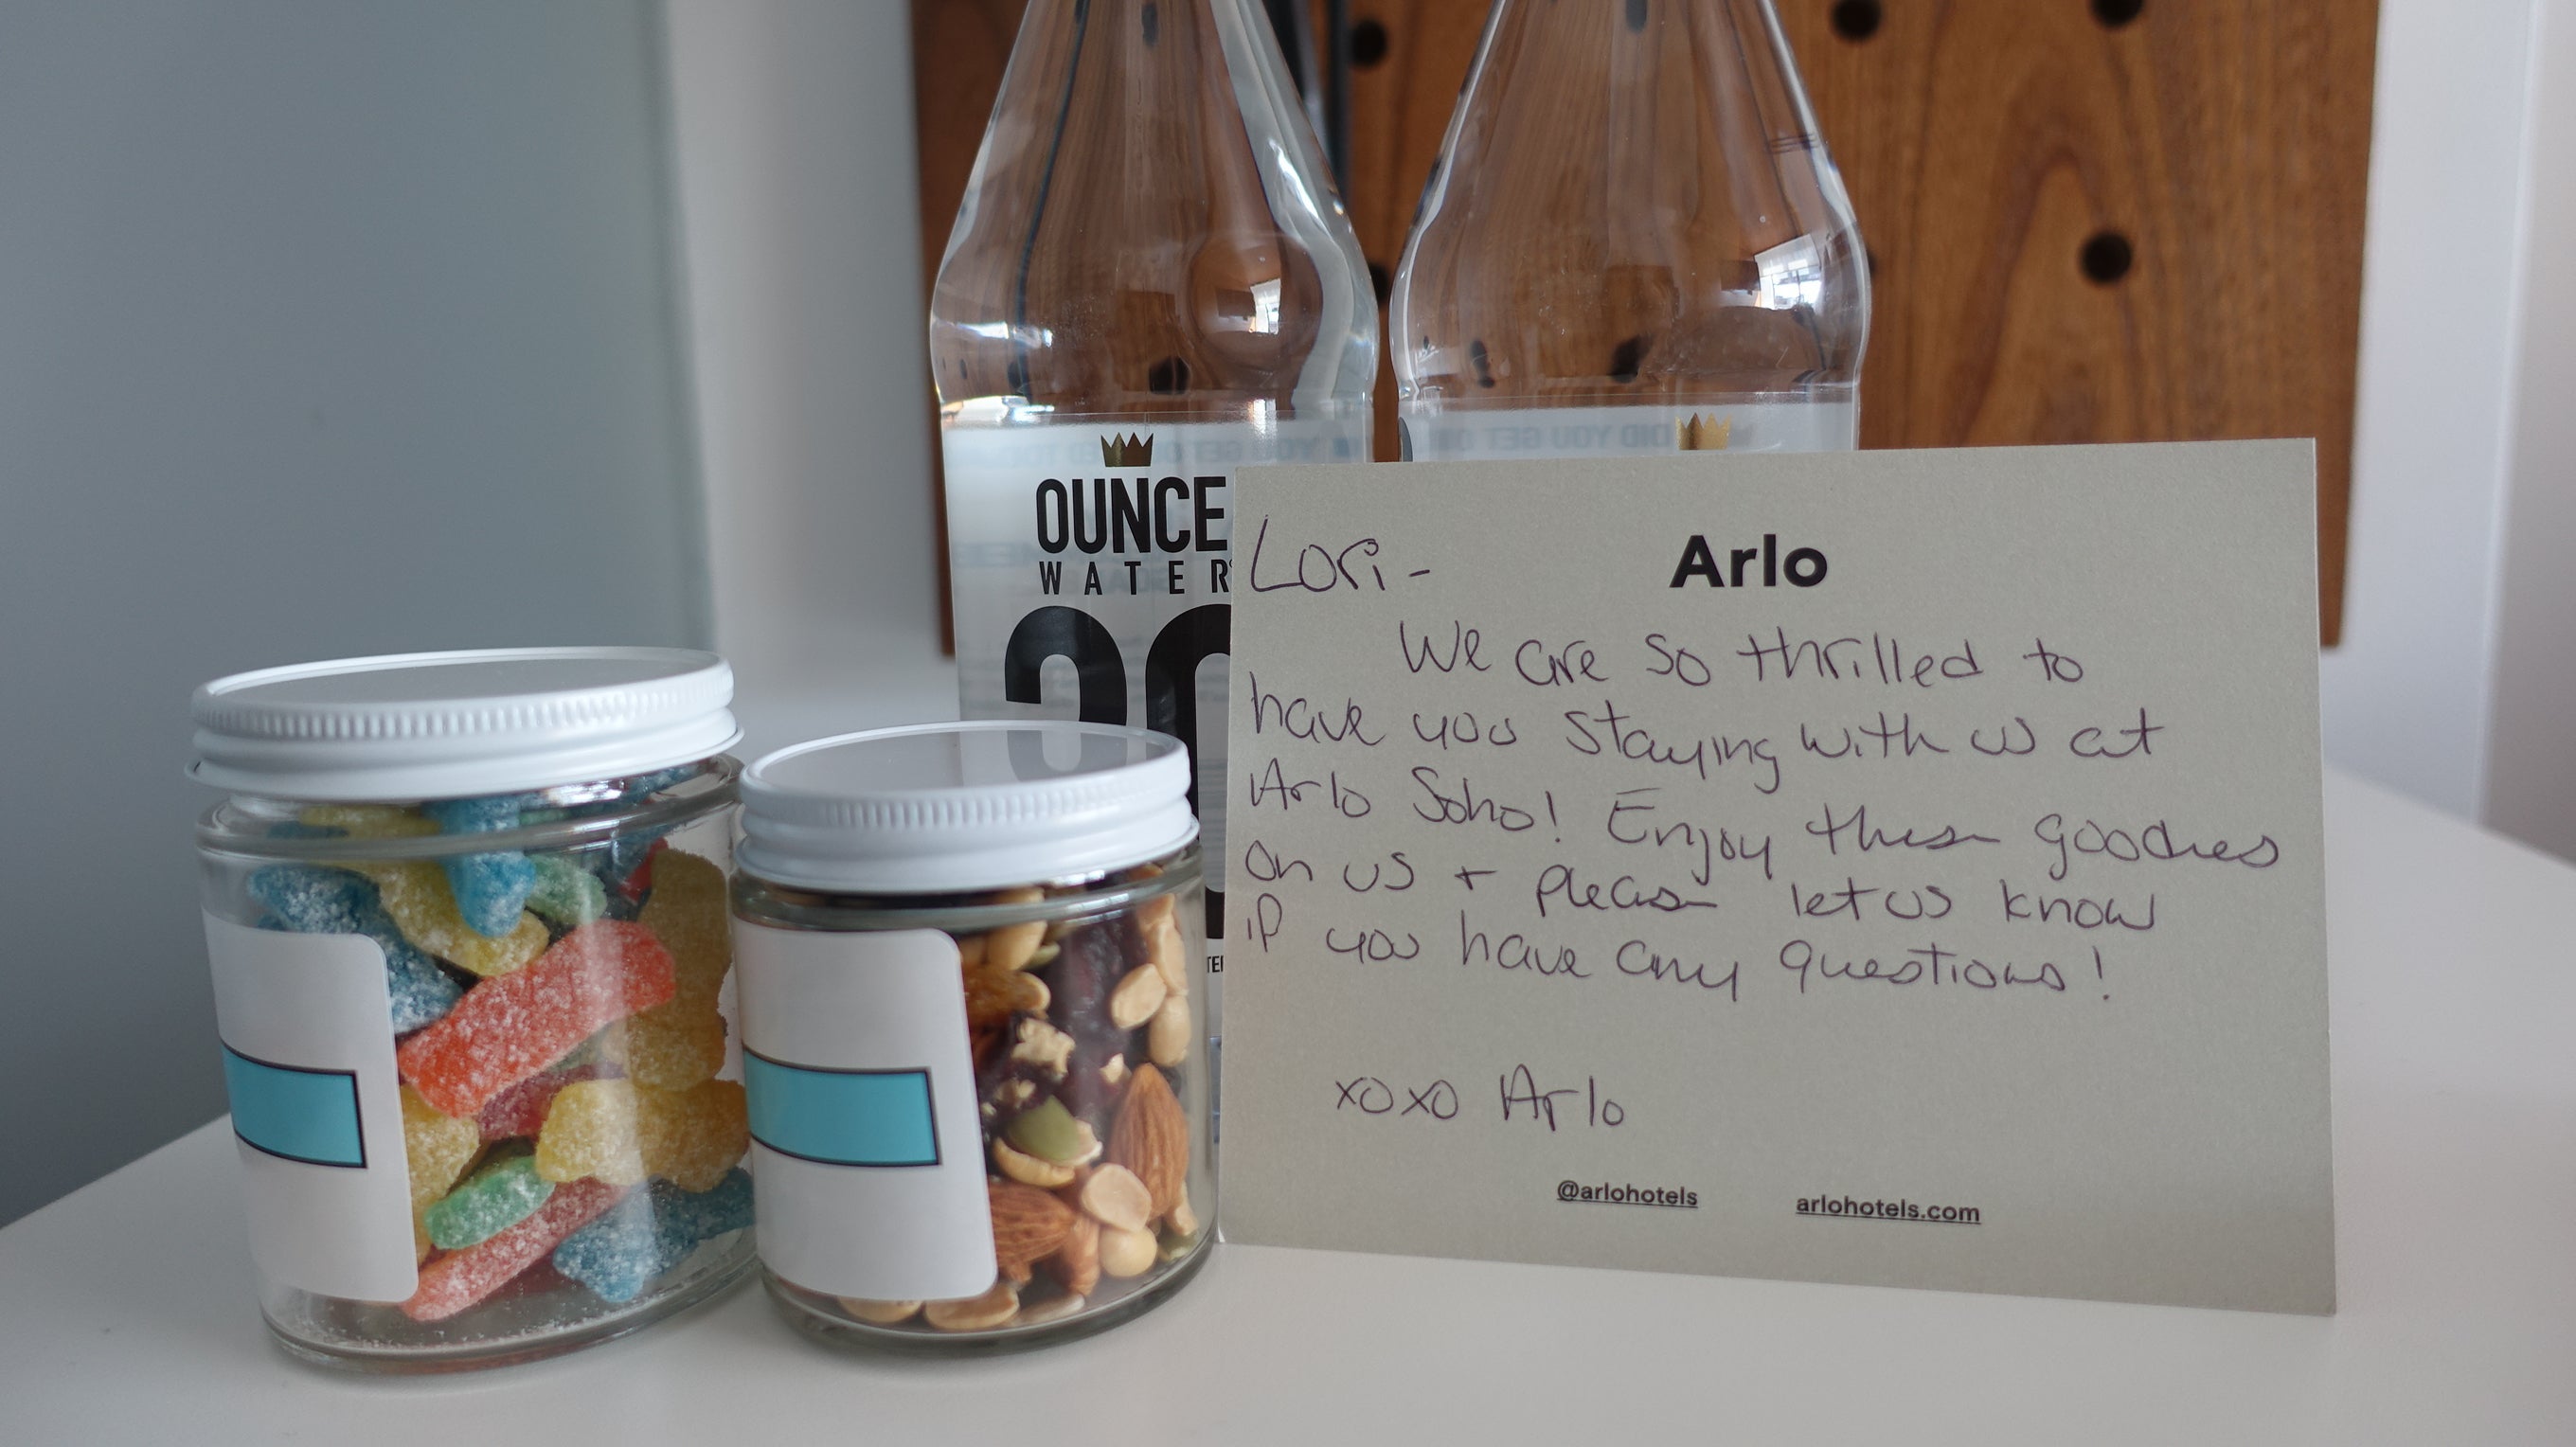 OUNCE
WATER
Arlo
Lori-
We are so thrilled to
have you staying with us at
Arlo Soho! Enjoy these goodies
on us + please let us know
if you have any questions!
xoxo Arlo
@arlohotels
arlohotels.com